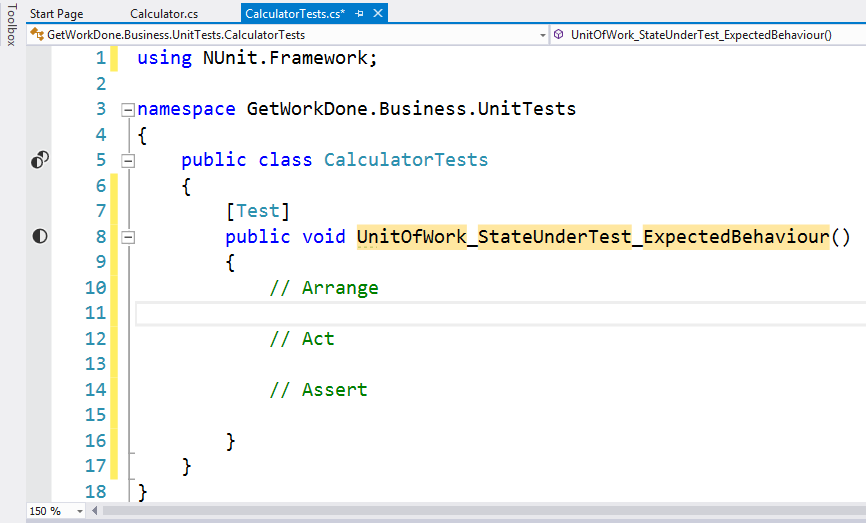 Toolbox
Start Page Calculator.cs CalculatorTests.cs*
GetWorkDone.Business.UnitTests.CalculatorTests UnitOfWork_StateUnderTest_ExpectedBehaviour()
1 using NUnit.Framework;
2
3 namespace GetWorkDone.Business.UnitTests
4 {
5 public class CalculatorTests
6 {
7 [Test]
8 public void UnitOfWork_StateUnderTest_ExpectedBehaviour()
9 {
10 // Arrange
11
12 // Act
13
14 // Assert
15
16 }
17 }
18 }
150 %